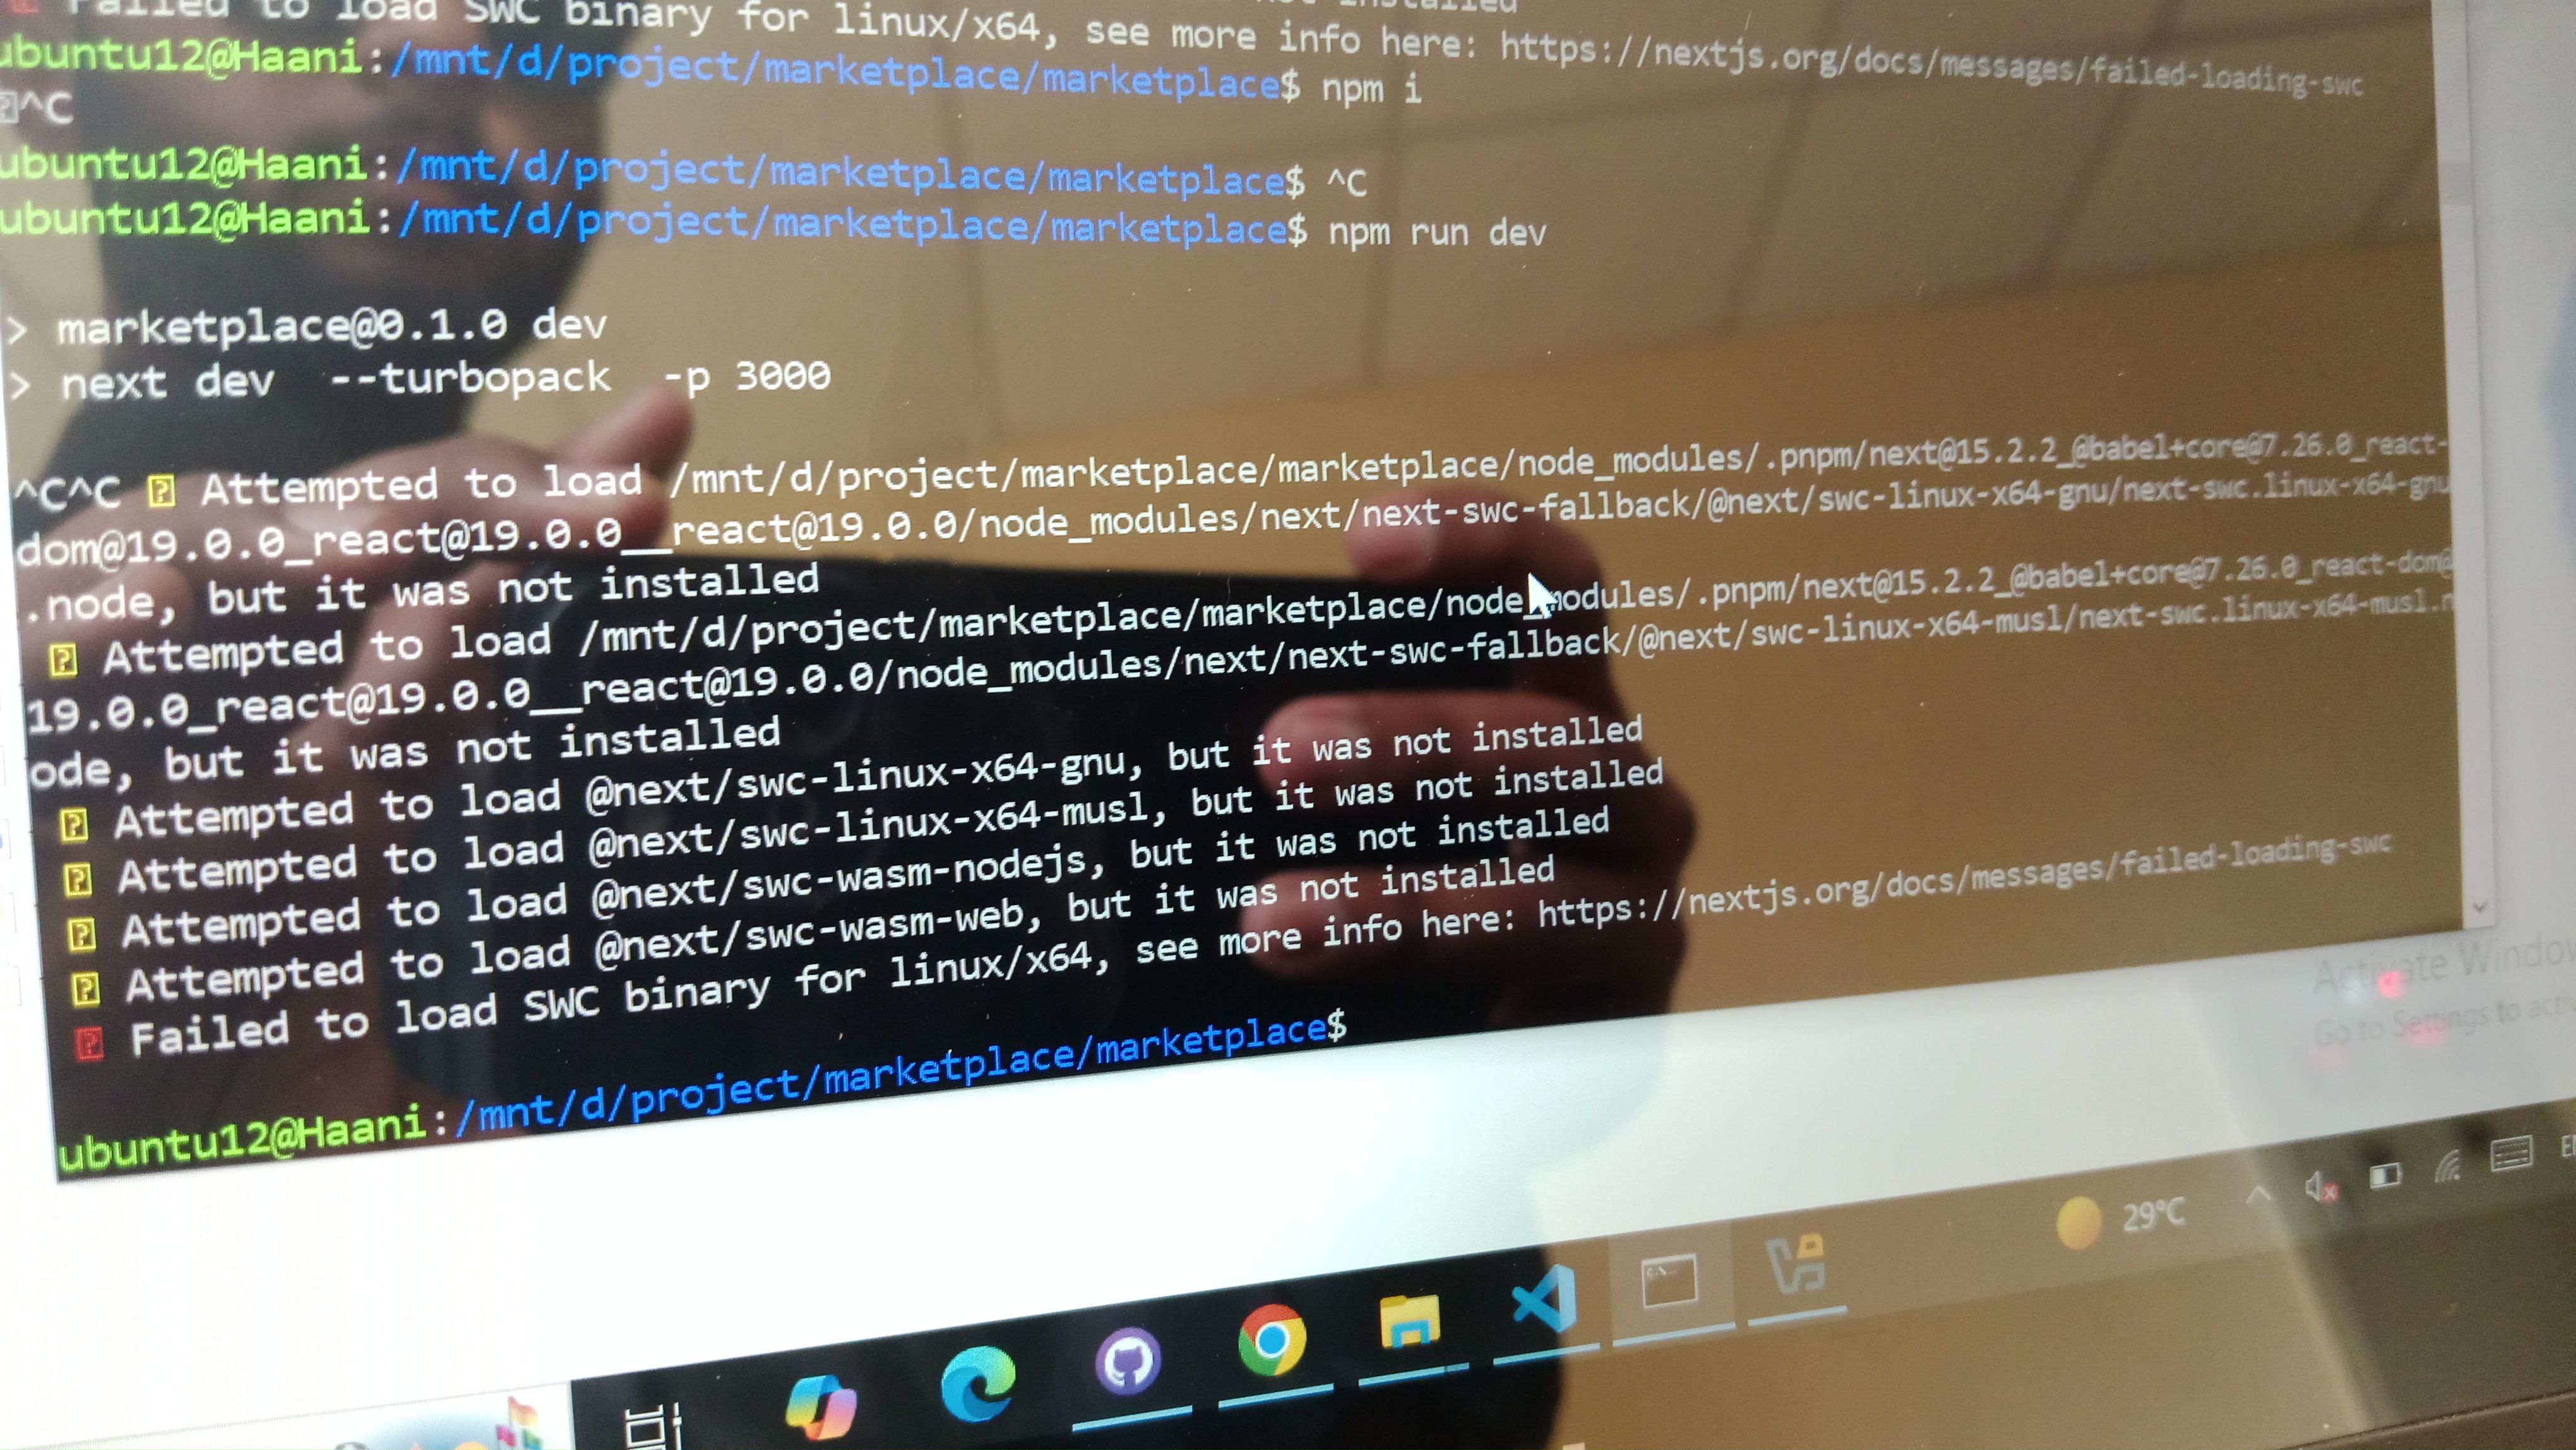 Failed to load SWC binary for linux/x64, see more info here: https://nextjs.org/docs/messages/failed-loading-swc
ubuntu12@Haani:/mnt/d/project/marketplace/marketplace$ npm i
^C
ubuntu12@Haani:/mnt/d/project/marketplace/marketplace$ ^C
ubuntu12@Haani:/mnt/d/project/marketplace/marketplace$ npm run dev
> marketplace@0.1.0 dev
> next dev --turbopack -p 3000
^C^C Attempted to load /mnt/d/project/marketplace/marketplace/node_modules/.pnpm/next@15.2.2_@babel+core@7.26.0_react-
dom@19.0.0_react@19.0.0__react@19.0.0/node_modules/next/next-swc-fallback/@next/swc-linux-x64-gnu/next-swc.linux-x64-gnu
.node, but it was not installed
Attempted to load /mnt/d/project/marketplace/marketplace/node_modules/.pnpm/next@15.2.2_@babel+core@7.26.0_react-dom@
19.0.0_react@19.0.0__react@19.0.0/node_modules/next/next-swc-fallback/@next/swc-linux-x64-musl/next-swc.linux-x64-musl.n
ode, but it was not installed
Attempted to load @next/swc-linux-x64-gnu, but it was not installed
Attempted to load @next/swc-linux-x64-musl, but it was not installed
Attempted to load @next/swc-wasm-nodejs, but it was not installed
Attempted to load @next/swc-wasm-web, but it was not installed
Failed to load SWC binary for linux/x64, see more info here: https://nextjs.org/docs/messages/failed-loading-swc
ubuntu12@Haani:/mnt/d/project/marketplace/marketplace$
Activate Window
Go to Settings to acti
29°C